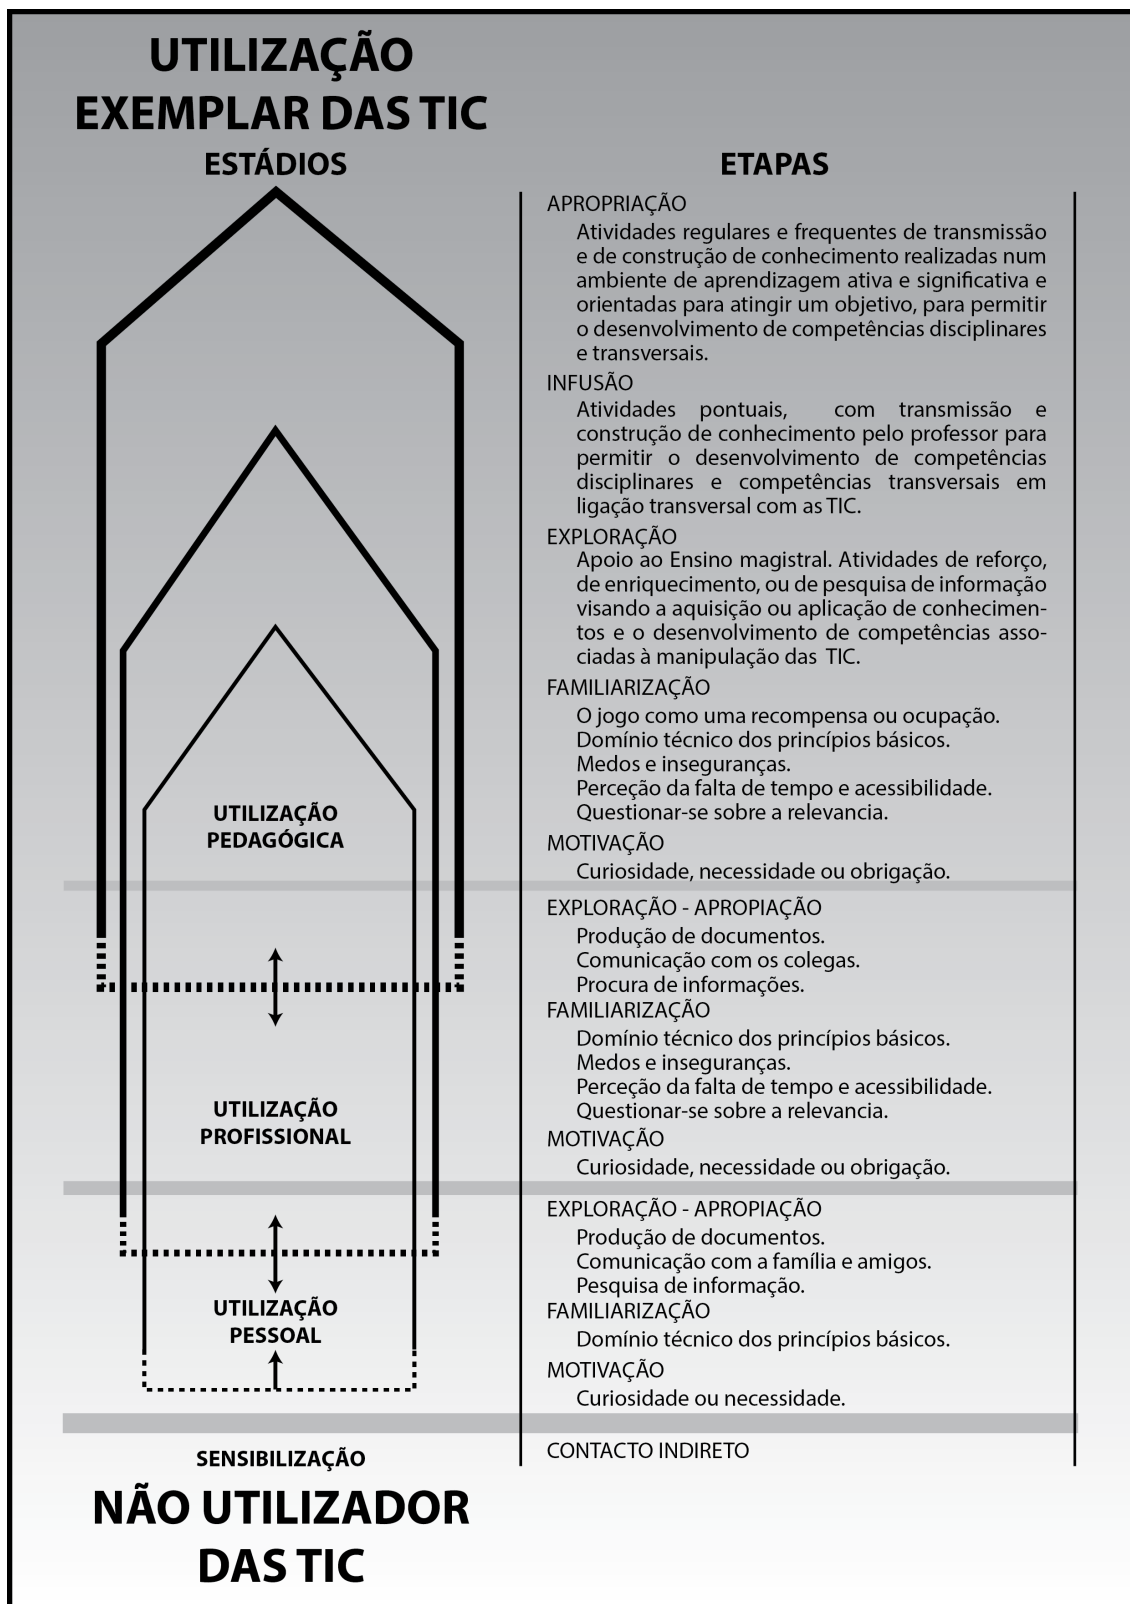 UTILIZAÇÃO
EXEMPLAR DAS TIC
ESTÁDIOS
ETAPAS
APROPRIAÇÃO
Atividades regulares e frequentes de transmissão
e de construção de conhecimento realizadas num
ambiente de aprendizagem ativa e significativa e
orientadas para atingir um objetivo, para permitir
o desenvolvimento de competências disciplinares
e transversais.
INFUSÃO
Atividades pontuais, com transmissão e
construção de conhecimento pelo professor para
permitir o desenvolvimento de competências
disciplinares e competências transversais em
ligação transversal com as TIC.
EXPLORAÇÃO
Apoio ao Ensino magistral. Atividades de reforço,
de enriquecimento, ou de pesquisa de informação
visando a aquisição ou aplicação de conhecimen-
tos e o desenvolvimento de competências asso-
ciadas à manipulação das TIC.
FAMILIARIZAÇÃO
O jogo como uma recompensa ou ocupação.
Domínio técnico dos princípios básicos.
Medos e inseguranças.
Perceção da falta de tempo e acessibilidade.
Questionar-se sobre a relevancia.
MOTIVAÇÃO
Curiosidade, necessidade ou obrigação.
UTILIZAÇÃO
PEDAGÓGICA
EXPLORAÇÃO - APROPIAÇÃO
Produção de documentos.
Comunicação com os colegas.
Procura de informações.
FAMILIARIZAÇÃO
Domínio técnico dos princípios básicos.
Medos e inseguranças.
Perceção da falta de tempo e acessibilidade.
Questionar-se sobre a relevancia.
MOTIVAÇÃO
Curiosidade, necessidade ou obrigação.
UTILIZAÇÃO
PROFISSIONAL
EXPLORAÇÃO - APROPIAÇÃO
Produção de documentos.
Comunicação com a família e amigos.
Pesquisa de informação.
FAMILIARIZAÇÃO
Domínio técnico dos princípios básicos.
MOTIVAÇÃO
Curiosidade ou necessidade.
UTILIZAÇÃO
PESSOAL
SENSIBILIZAÇÃO
CONTACTO INDIRETO
NÃO UTILIZADOR
DAS TIC